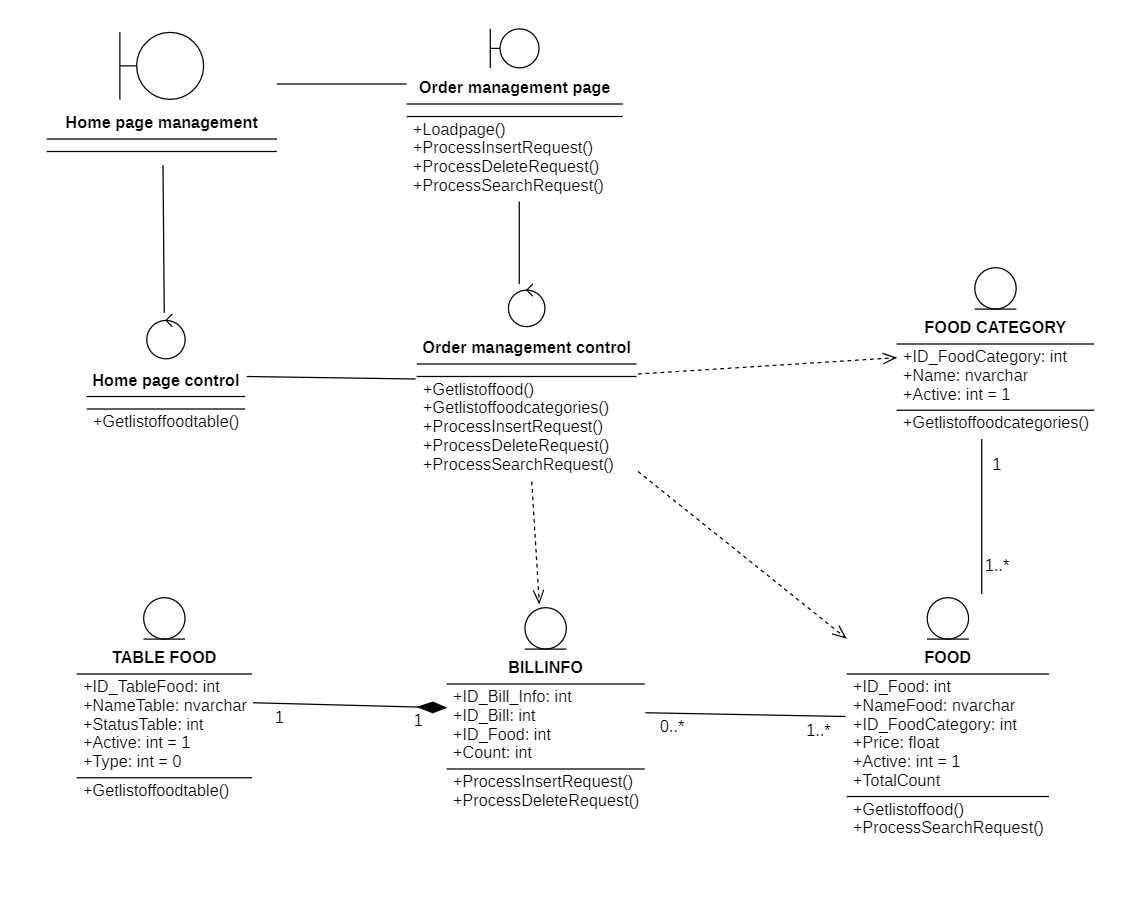 Home page management
Order management page
+Loadpage()
+ProcessInsertRequest()
+ProcessDeleteRequest()
+ProcessSearchRequest()
Home page control
+Getlistoffoodtable()
Order management control
+Getlistoffood()
+Getlistoffoodcategories()
+ProcessInsertRequest()
+ProcessDeleteRequest()
+ProcessSearchRequest()
FOOD CATEGORY
+ID_FoodCategory: int
+Name: nvarchar
+Active: int = 1
+Getlistoffoodcategories()
1
1..*
TABLE FOOD
+ID_TableFood: int
+NameTable: nvarchar
+StatusTable: int
+Active: int = 1
+Type: int = 0
+Getlistoffoodtable()
1
1
BILLINFO
+ID_Bill_Info: int
+ID_Bill: int
+ID_Food: int
+Count: int
+ProcessInsertRequest()
+ProcessDeleteRequest()
0..*
1..*
FOOD
+ID_Food: int
+NameFood: nvarchar
+ID_FoodCategory: int
+Price: float
+Active: int = 1
+TotalCount
+Getlistoffood()
+ProcessSearchRequest()